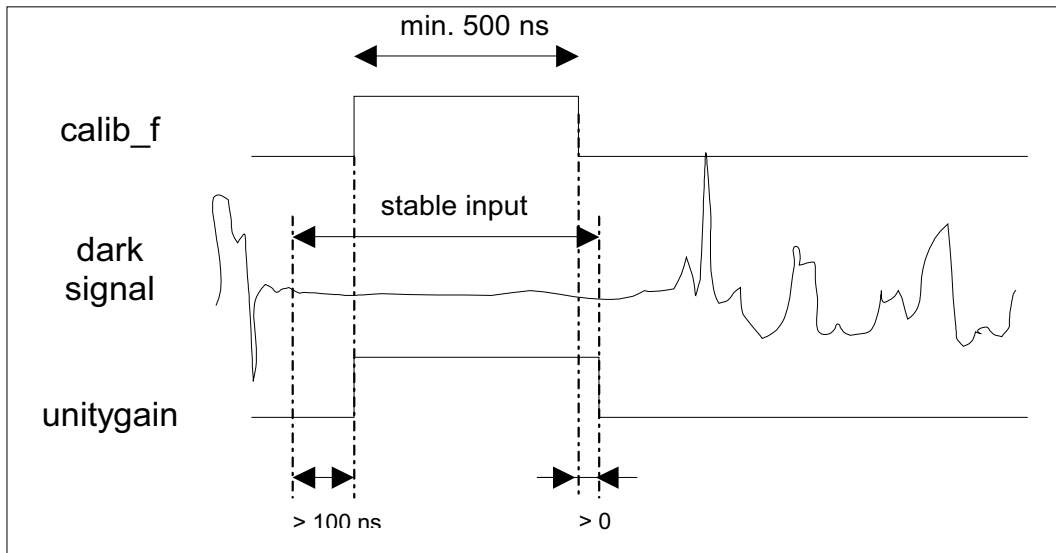 min. 500 ns
calib_f
stable input
dark
signal
unitygain
> 100 ns
> 0